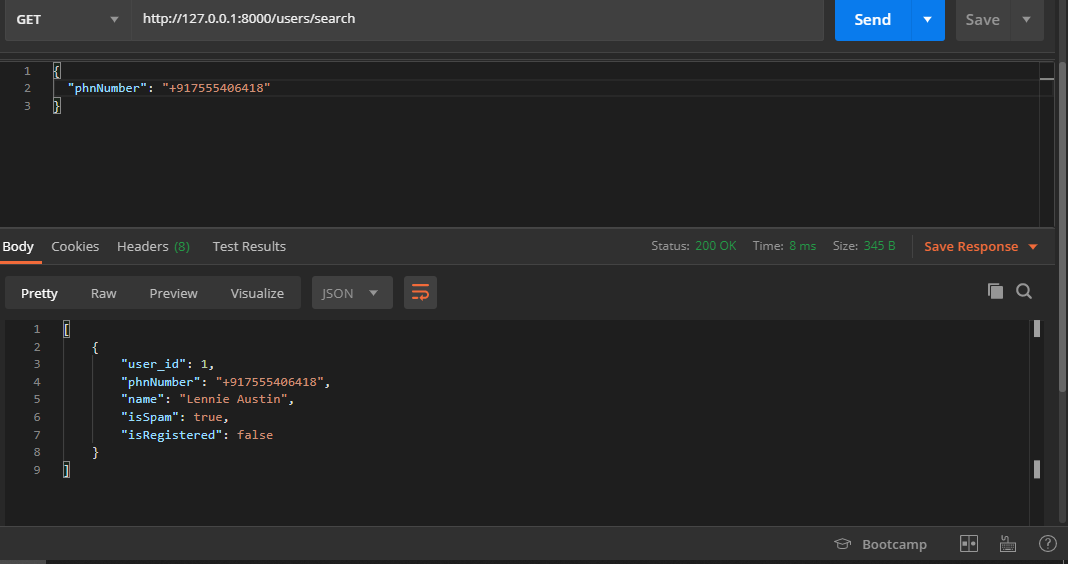 GET http://127.0.0.1:8000/users/search Send Save
1 {
2 "phnNumber": "+917555406418"
3 }
Body Cookies Headers (8) Test Results Status: 200 OK Time: 8 ms Size: 345 B Save Response
Pretty Raw Preview Visualize JSON
1 [
2 {
3 "user_id": 1,
4 "phnNumber": "+917555406418",
5 "name": "Lennie Austin",
6 "isSpam": true,
7 "isRegistered": false
8 }
9 ]
Bootcamp